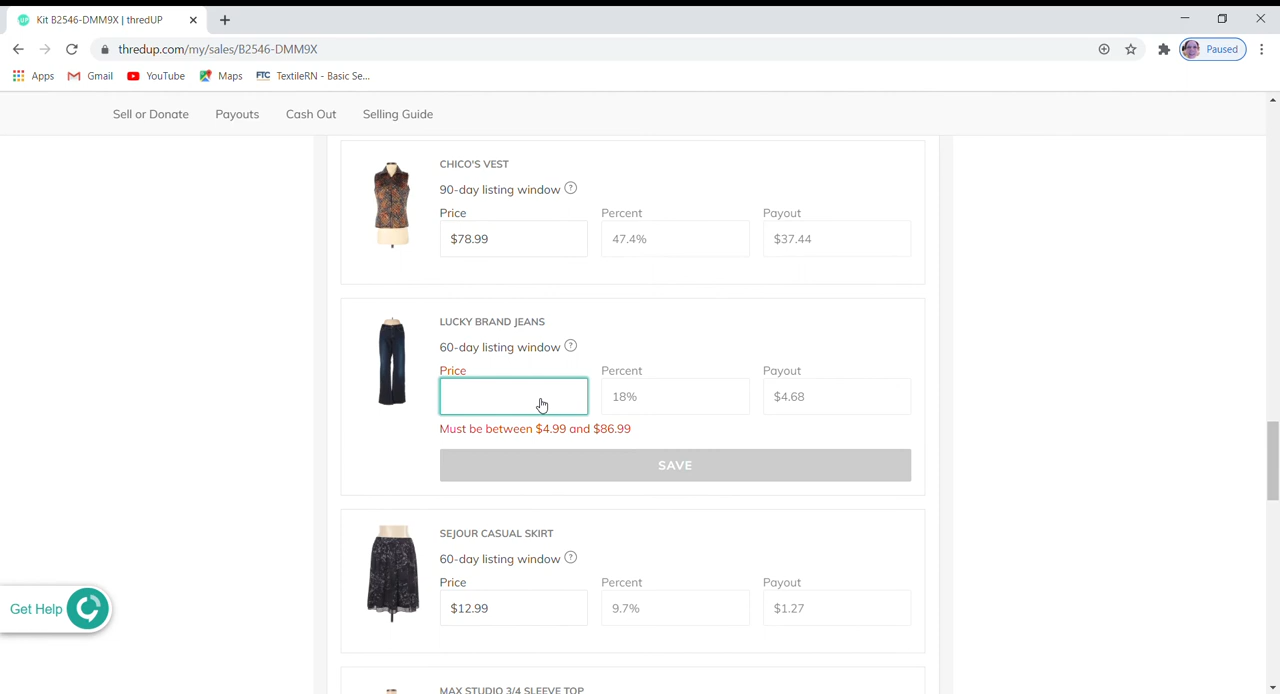 UP Kit B2546-DMM9X | thredUP
thredup.com/my/sales/B2546-DMM9X
Paused
Apps Gmail YouTube Maps FTC TextileRN - Basic Se...
Sell or Donate Payouts Cash Out Selling Guide
CHICO'S VEST
90-day listing window ?
Price Percent Payout
$78.99 47.4% $37.44
LUCKY BRAND JEANS
60-day listing window ?
Price Percent Payout
18% $4.68
Must be between $4.99 and $86.99
SAVE
SEJOUR CASUAL SKIRT
60-day listing window ?
Price Percent Payout
$12.99 9.7% $1.27
Get Help
MAX STUDIO 3/4 SLEEVE TOP